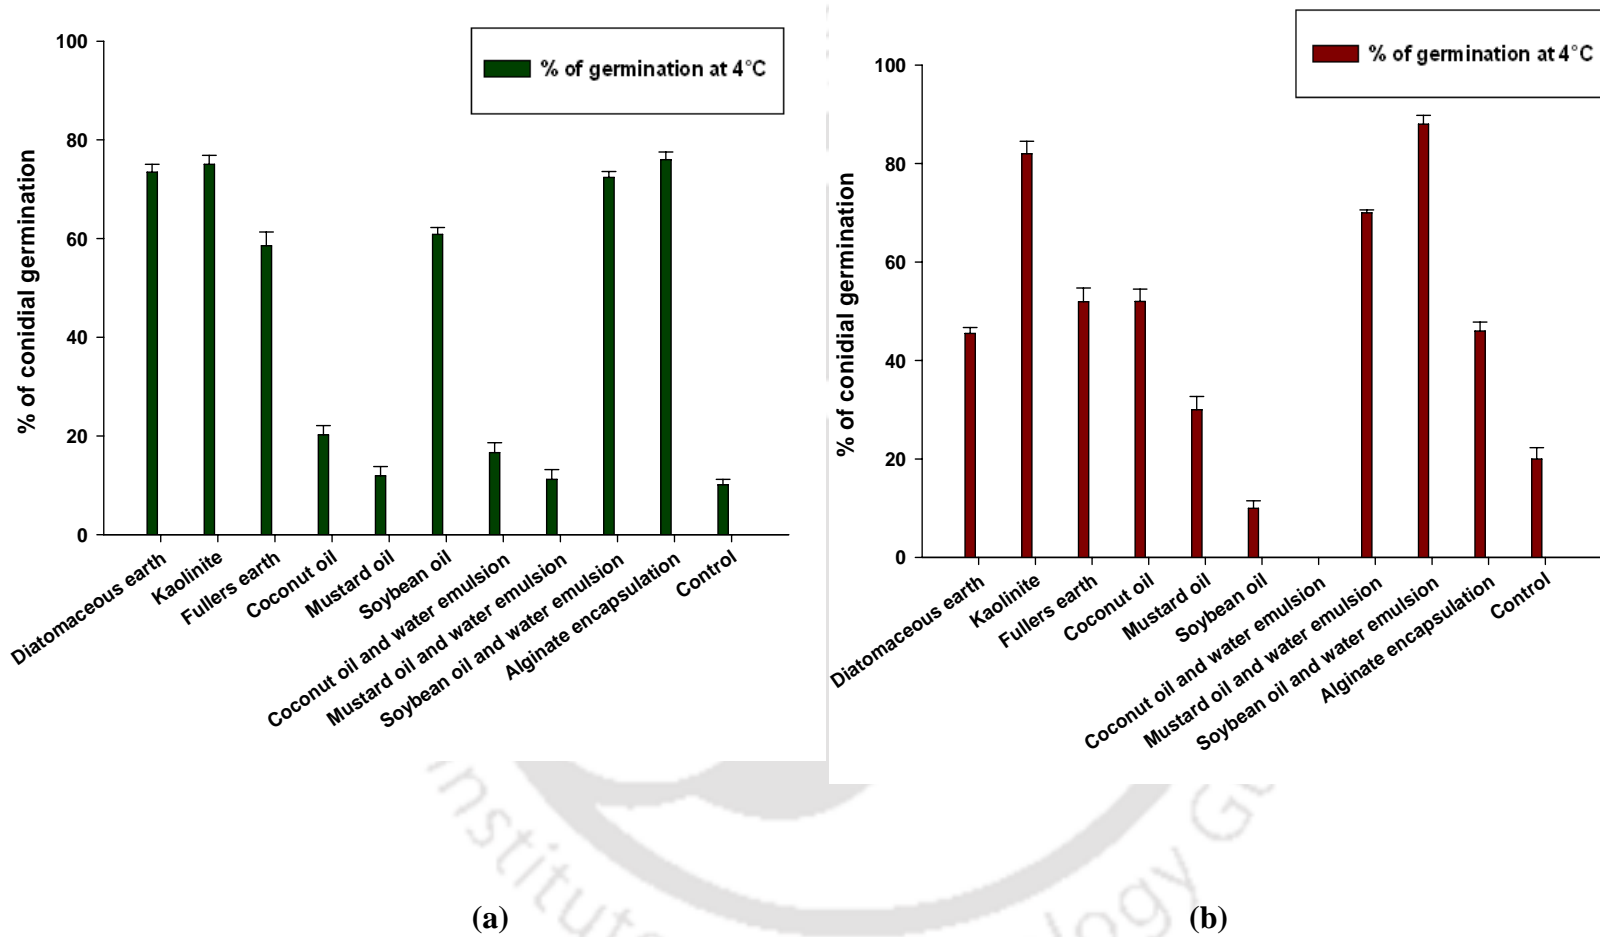 % of germination at 4°C
% of conidial germination
100
80
60
40
20
0
Diatomaceous earth
Kaolinite
Fullers earth
Coconut oil
Mustard oil
Soybean oil
Coconut oil and water emulsion
Mustard oil and water emulsion
Soybean oil and water emulsion
Alginate encapsulation
Control
(a)
% of germination at 4°C
% of conidial germination
100
80
60
40
20
0
Diatomaceous earth
Kaolinite
Fullers earth
Coconut oil
Mustard oil
Soybean oil
Coconut oil and water emulsion
Mustard oil and water emulsion
Soybean oil and water emulsion
Alginate encapsulation
Control
(b)